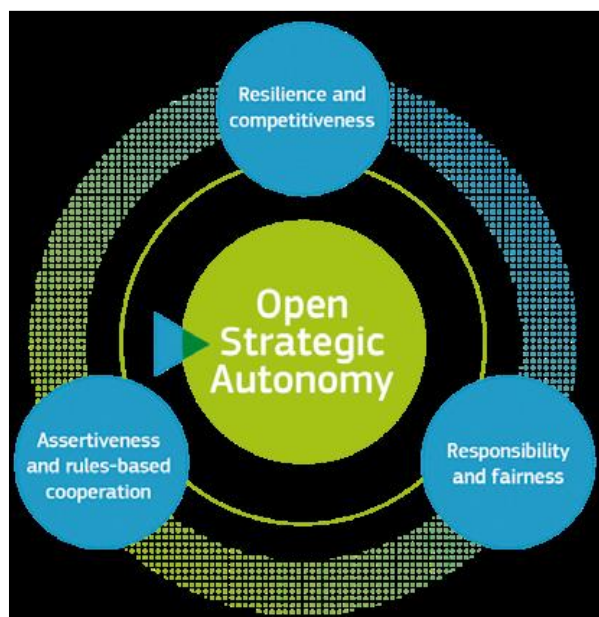 Resilience and
competitiveness
Open
Strategic
Autonomy
Assertiveness
and rules-based
cooperation
Responsibility
and fairness